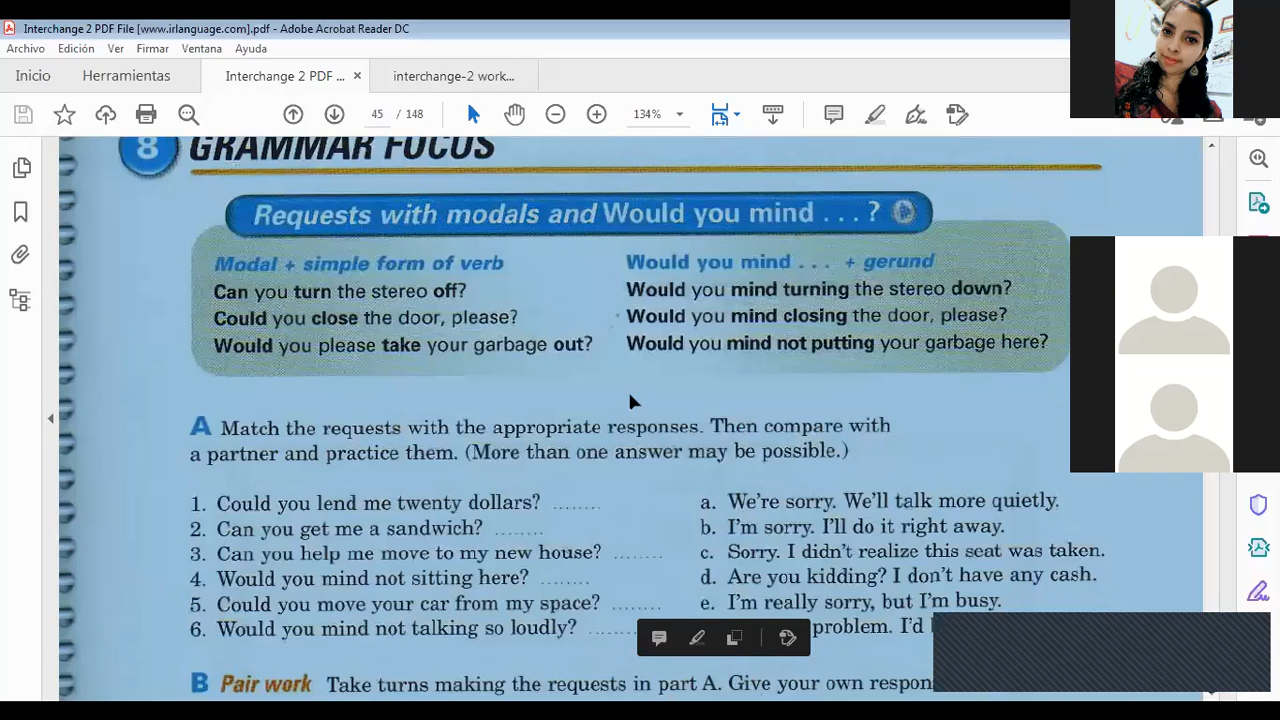 Interchange 2 PDF File [www.irlanguage.com].pdf - Adobe Acrobat Reader DC
Archivo Edición Ver Firmar Ventana Ayuda
Inicio Herramientas Interchange 2 PDF ... × interchange-2 work...
45 / 148 134%
8 GRAMMAR FOCUS
Requests with modals and Would you mind . . . ?
Modal + simple form of verb
Can you turn the stereo off?
Could you close the door, please?
Would you please take your garbage out?
Would you mind . . . + gerund
Would you mind turning the stereo down?
Would you mind closing the door, please?
Would you mind not putting your garbage here?
A Match the requests with the appropriate responses. Then compare with
a partner and practice them. (More than one answer may be possible.)
1. Could you lend me twenty dollars? ........
2. Can you get me a sandwich? ........
3. Can you help me move to my new house? ........
4. Would you mind not sitting here? ........
5. Could you move your car from my space? ........
6. Would you mind not talking so loudly? ........
a. We're sorry. We'll talk more quietly.
b. I'm sorry. I'll do it right away.
c. Sorry. I didn't realize this seat was taken.
d. Are you kidding? I don't have any cash.
e. I'm really sorry, but I'm busy.
problem. I'd
B Pair work Take turns making the requests in part A. Give your own